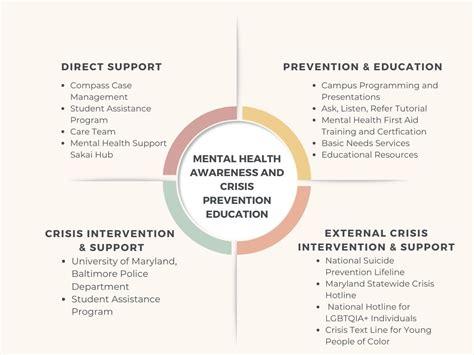 DIRECT SUPPORT
Compass Case
Management
Student Assistance
Program
Care Team
Mental Health Support
Sakai Hub
PREVENTION & EDUCATION
Campus Programming and
Presentations
Ask, Listen, Refer Tutorial
Mental Health First Aid
Training and Certfication
Basic Needs Services
Educational Resources
MENTAL HEALTH
AWARENESS AND
CRISIS
PREVENTION
EDUCATION
CRISIS INTERVENTION
& SUPPORT
University of Maryland,
Baltimore Police
Department
Student Assistance
Program
EXTERNAL CRISIS
INTERVENTION & SUPPORT
National Suicide
Prevention Lifeline
Maryland Statewide Crisis
Hotline
National Hotline for
LGBTQIA+ Individuals
Crisis Text Line for Young
People of Color